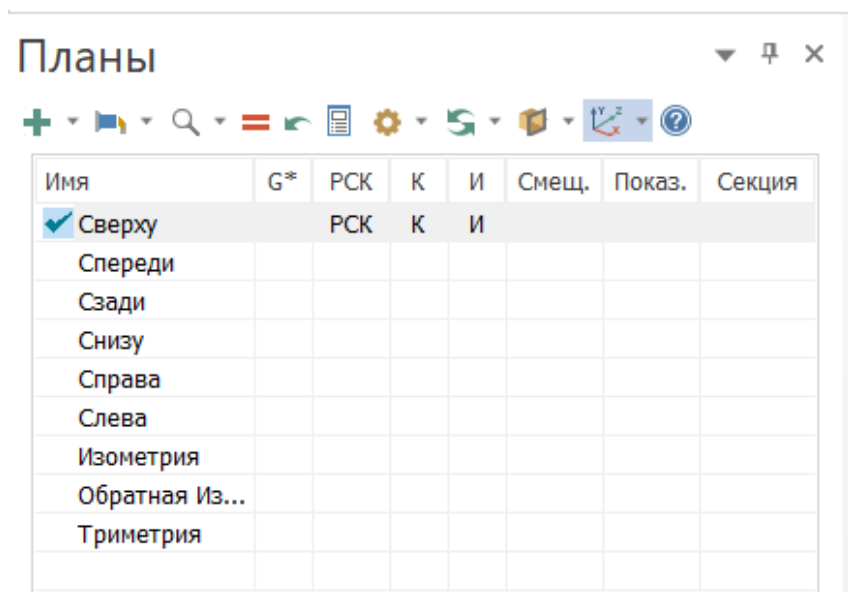 Планы
Имя G* РСК К И Смещ. Показ. Секция
Сверху РСК К И
Спереди
Сзади
Снизу
Справа
Слева
Изометрия
Обратная Из...
Триметрия